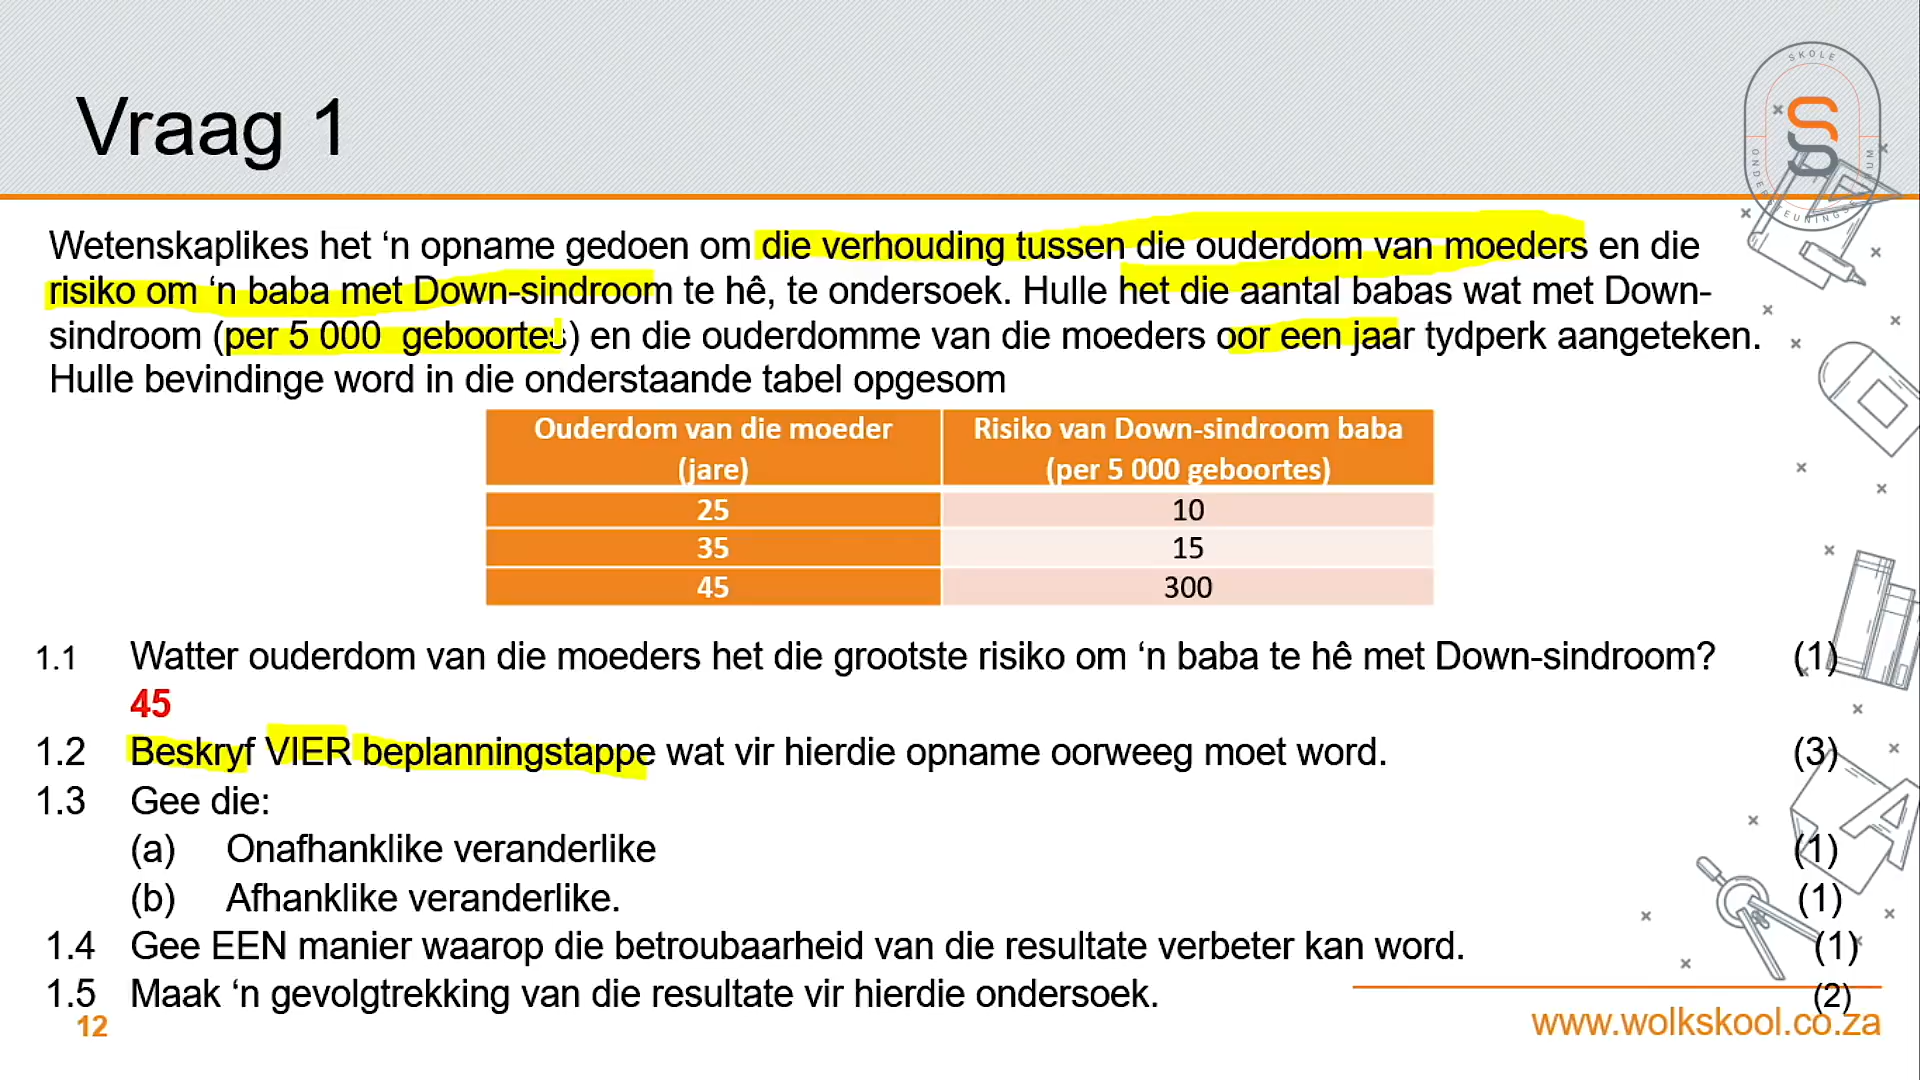 SKOLE
ONDERSTEUNINGSENTRUM
Vraag 1
Wetenskaplikes het ‘n opname gedoen om die verhouding tussen die ouderdom van moeders en die
risiko om ‘n baba met Down-sindroom te hê, te ondersoek. Hulle het die aantal babas wat met Down-
sindroom (per 5 000 geboortes) en die ouderdomme van die moeders oor een jaar tydperk aangeteken.
Hulle bevindinge word in die onderstaande tabel opgesom
Ouderdom van die moeder (jare) Risiko van Down-sindroom baba (per 5 000 geboortes)
25 10
35 15
45 300
1.1 Watter ouderdom van die moeders het die grootste risiko om ‘n baba te hê met Down-sindroom? (1)
45
1.2 Beskryf VIER beplanningstappe wat vir hierdie opname oorweeg moet word. (3)
1.3 Gee die:
(a) Onafhanklike veranderlike (1)
(b) Afhanklike veranderlike. (1)
1.4 Gee EEN manier waarop die betroubaarheid van die resultate verbeter kan word. (1)
1.5 Maak ‘n gevolgtrekking van die resultate vir hierdie ondersoek. (2)
12
www.wolkskool.co.za